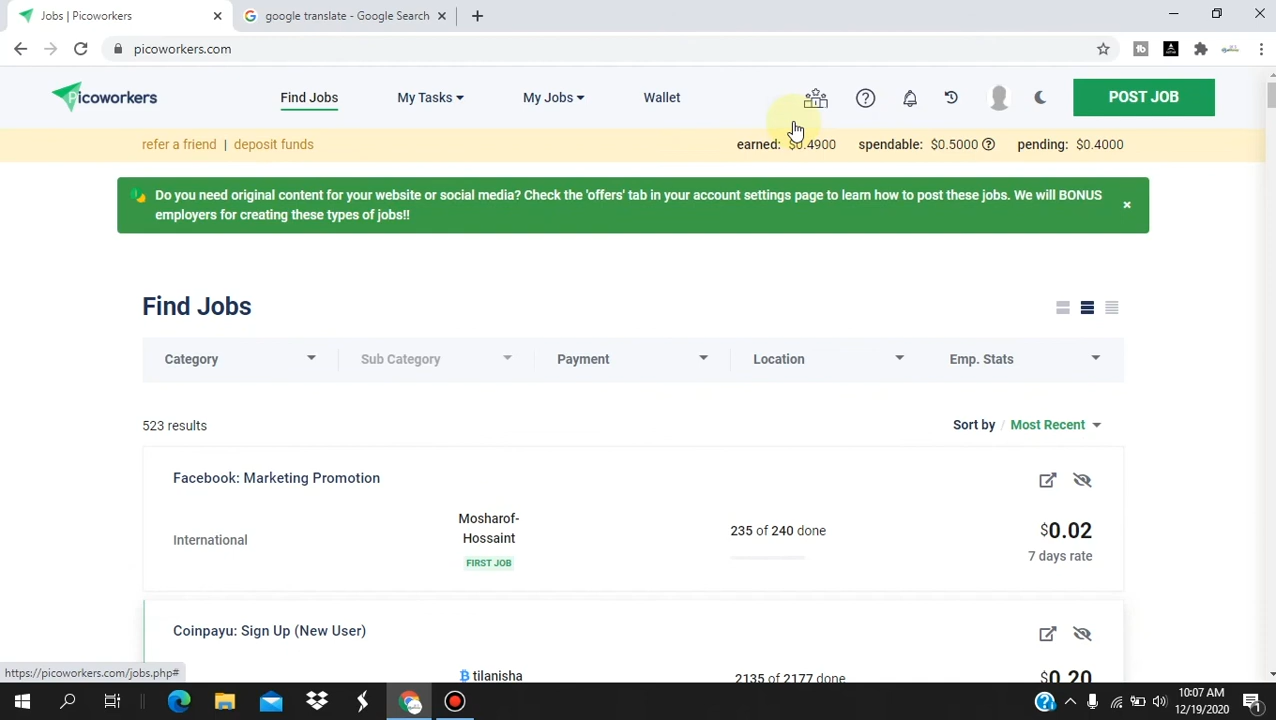 Jobs | Picoworkers
google translate - Google Search
picoworkers.com
Picoworkers
Find Jobs
My Tasks
My Jobs
Wallet
POST JOB
refer a friend | deposit funds
earned: $0.4900
spendable: $0.5000
pending: $0.4000
Do you need original content for your website or social media? Check the 'offers' tab in your account settings page to learn how to post these jobs. We will BONUS
employers for creating these types of jobs!!
Find Jobs
Category
Sub Category
Payment
Location
Emp. Stats
523 results
Sort by / Most Recent
Facebook: Marketing Promotion
International
Mosharof-
Hossaint
FIRST JOB
235 of 240 done
$0.02
7 days rate
Coinpayu: Sign Up (New User)
tilanisha
2135 of 2177 done
$0.20
https://picoworkers.com/jobs.php#
10:07 AM
12/19/2020